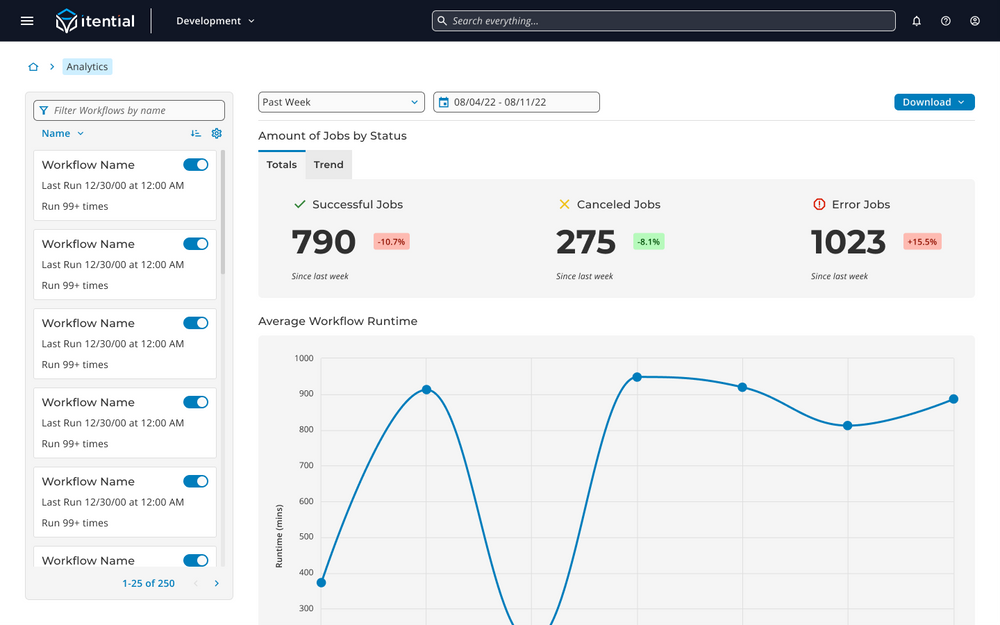 itential
Development
Search everything...
Analytics
Filter Workflows by name
Name
Workflow Name
Last Run 12/30/00 at 12:00 AM
Run 99+ times
Workflow Name
Last Run 12/30/00 at 12:00 AM
Run 99+ times
Workflow Name
Last Run 12/30/00 at 12:00 AM
Run 99+ times
Workflow Name
Last Run 12/30/00 at 12:00 AM
Run 99+ times
Workflow Name
Last Run 12/30/00 at 12:00 AM
Run 99+ times
Workflow Name
1-25 of 250
Past Week
08/04/22 - 08/11/22
Download
Amount of Jobs by Status
Totals
Trend
Successful Jobs
790
-10.7%
Since last week
Canceled Jobs
275
-8.1%
Since last week
Error Jobs
1023
+15.5%
Since last week
Average Workflow Runtime
Runtime (mins)
1000
900
800
700
600
500
400
300